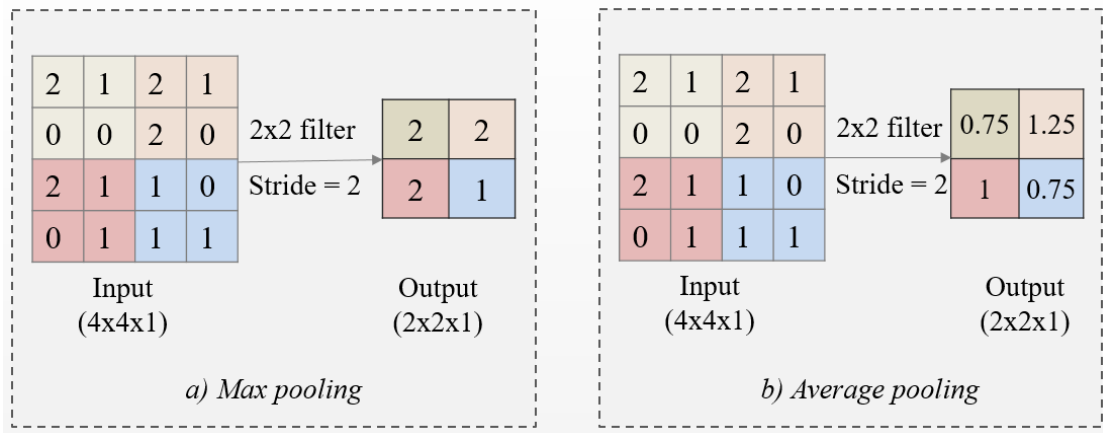 2 1 2 1
0 0 2 0
2 1 1 0
0 1 1 1
2x2 filter
Stride = 2
2 2
2 1
Input
(4x4x1)
Output
(2x2x1)
a) Max pooling
2 1 2 1
0 0 2 0
2 1 1 0
0 1 1 1
2x2 filter
Stride = 2
0.75 1.25
1 0.75
Input
(4x4x1)
Output
(2x2x1)
b) Average pooling